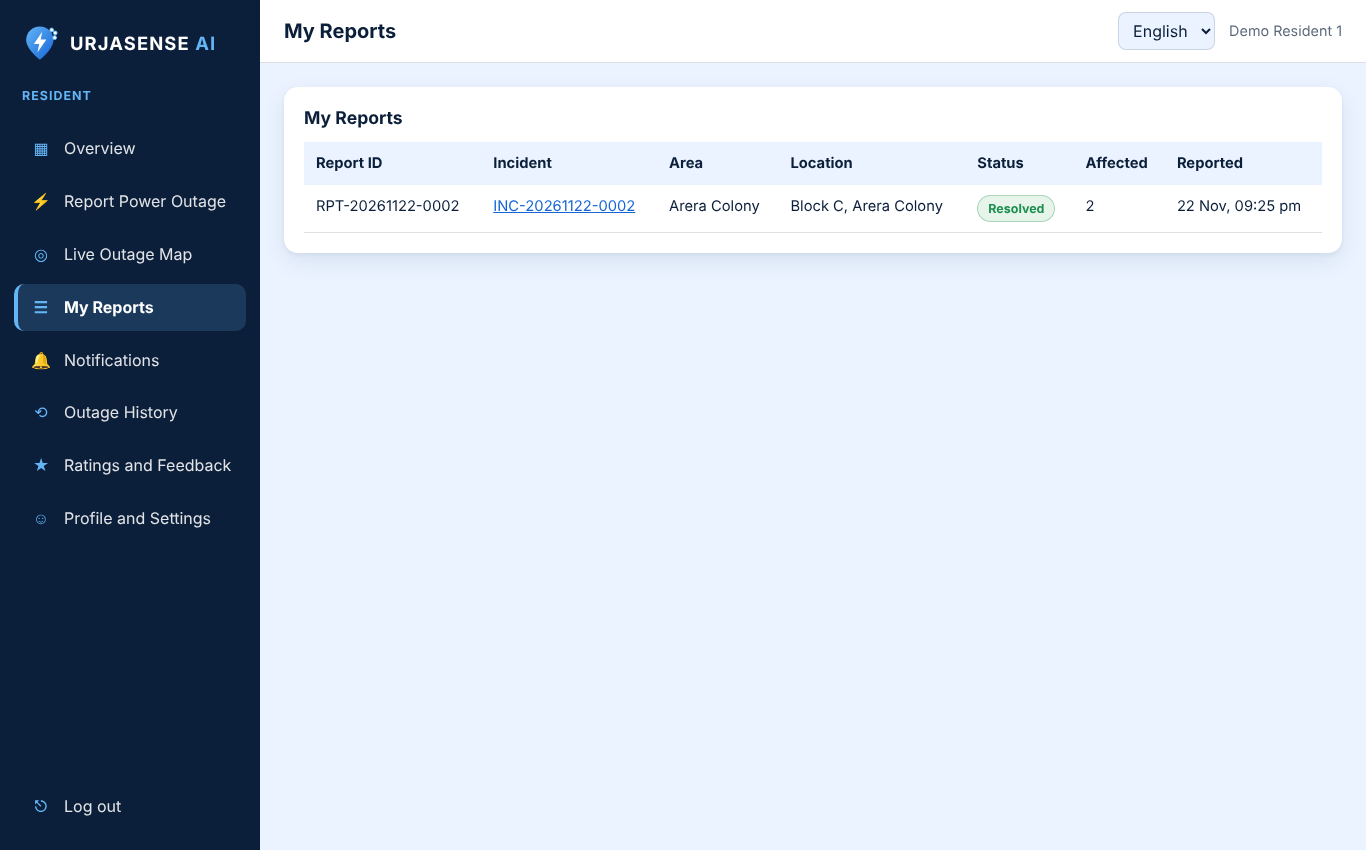 URJASENSE AI
RESIDENT
Overview
Report Power Outage
Live Outage Map
My Reports
Notifications
Outage History
Ratings and Feedback
Profile and Settings
Log out
My Reports
English
Demo Resident 1
My Reports
Report ID Incident Area Location Status Affected Reported
RPT-20261122-0002 INC-20261122-0002 Arera Colony Block C, Arera Colony Resolved 2 22 Nov, 09:25 pm